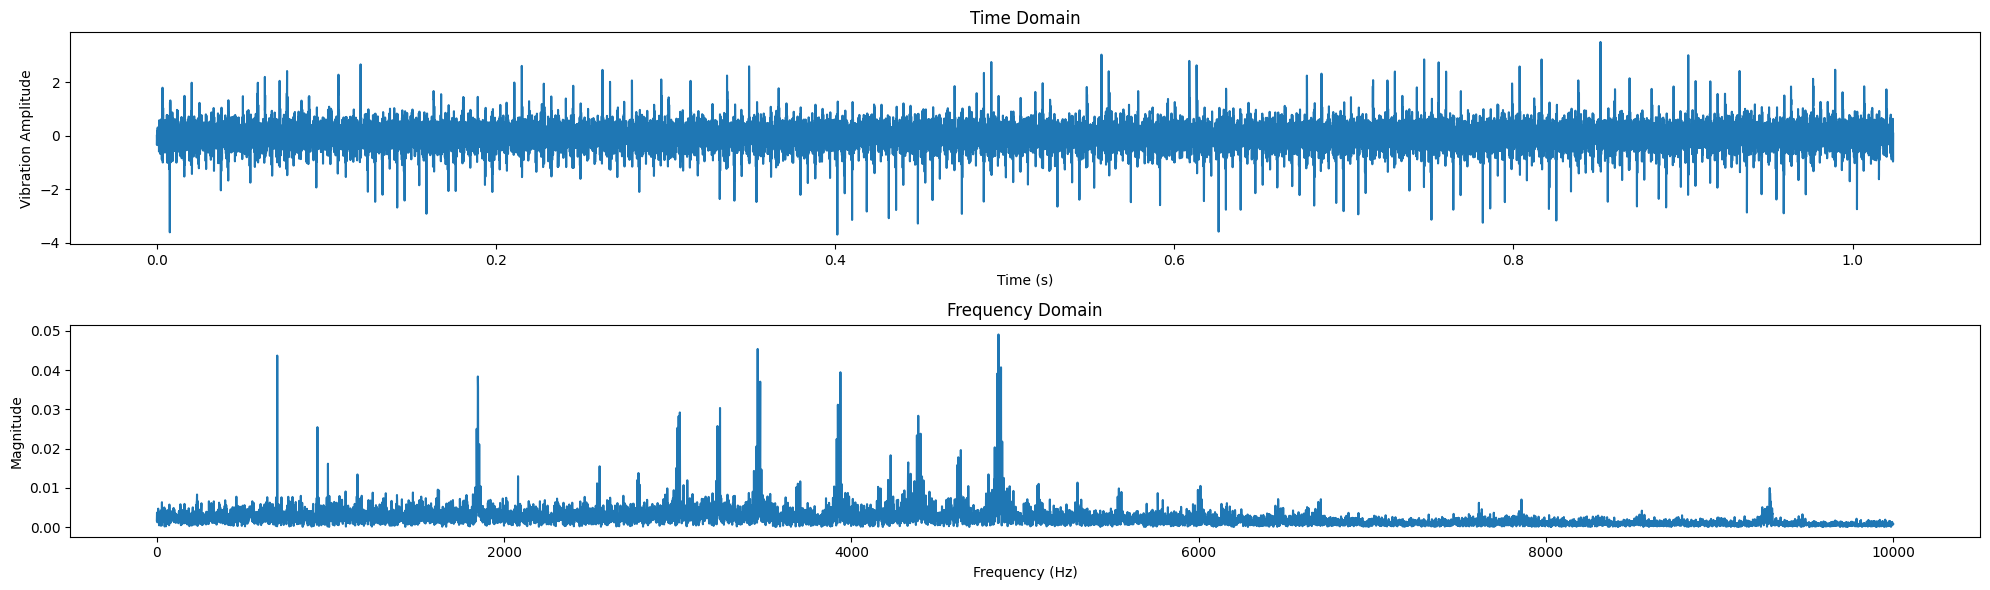 Time Domain
Vibration Amplitude
2
0
−2
−4
0.0 0.2 0.4 0.6 0.8 1.0
Time (s)
Frequency Domain
Magnitude
0.05
0.04
0.03
0.02
0.01
0.00
0 2000 4000 6000 8000 10000
Frequency (Hz)